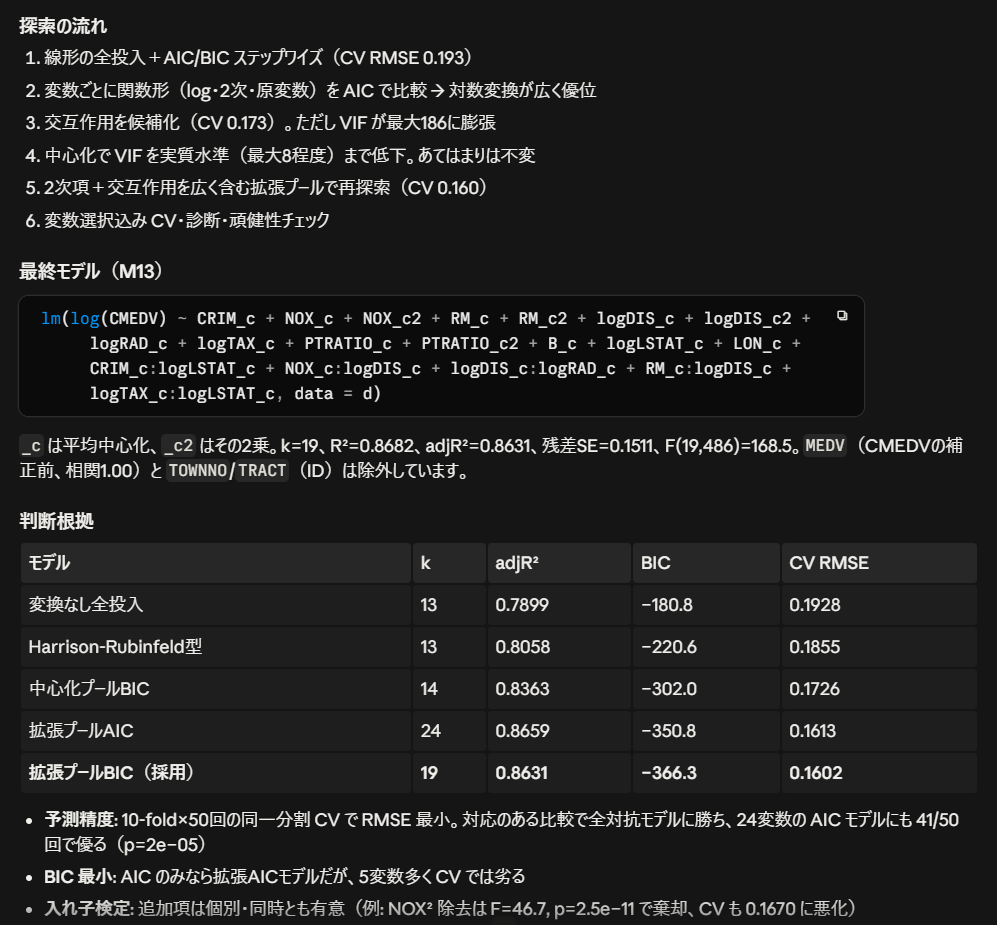 探索の流れ
1. 線形の全投入＋AIC/BIC ステップワイズ（CV RMSE 0.193）
2. 変数ごとに関数形（log・2次・原変数）を AIC で比較 → 対数変換が広く優位
3. 交互作用を候補化（CV 0.173）。ただし VIF が最大186に膨張
4. 中心化で VIF を実質水準（最大8程度）まで低下。あてはまりは不変
5. 2次項＋交互作用を広く含む拡張プールで再探索（CV 0.160）
6. 変数選択込み CV・診断・頑健性チェック
最終モデル（M13）
lm(log(CMEDV) ~ CRIM_c + NOX_c + NOX_c2 + RM_c + RM_c2 + logDIS_c + logDIS_c2 +
logRAD_c + logTAX_c + PTRATIO_c + PTRATIO_c2 + B_c + logLSTAT_c + LON_c +
CRIM_c:logLSTAT_c + NOX_c:logDIS_c + logDIS_c:logRAD_c + RM_c:logDIS_c +
logTAX_c:logLSTAT_c, data = d)
_c は平均中心化、_c2 はその2乗。k=19、R²=0.8682、adjR²=0.8631、残差SE=0.1511、F(19,486)=168.5。MEDV（CMEDVの補
正前、相関1.00）と TOWNNO/TRACT（ID）は除外しています。
判断根拠
モデル k adjR² BIC CV RMSE
変換なし全投入 13 0.7899 −180.8 0.1928
Harrison-Rubinfeld型 13 0.8058 −220.6 0.1855
中心化プールBIC 14 0.8363 −302.0 0.1726
拡張プールAIC 24 0.8659 −350.8 0.1613
拡張プールBIC（採用） 19 0.8631 −366.3 0.1602
• 予測精度: 10-fold×50回の同一分割 CV で RMSE 最小。対応のある比較で全対抗モデルに勝ち、24変数の AIC モデルにも 41/50
回で優る（p=2e−05）
• BIC 最小: AIC のみなら拡張AICモデルだが、5変数多く CV では劣る
• 入れ子検定: 追加項は個別・同時とも有意（例: NOX² 除去は F=46.7, p=2.5e−11 で棄却、CV も 0.1670 に悪化）